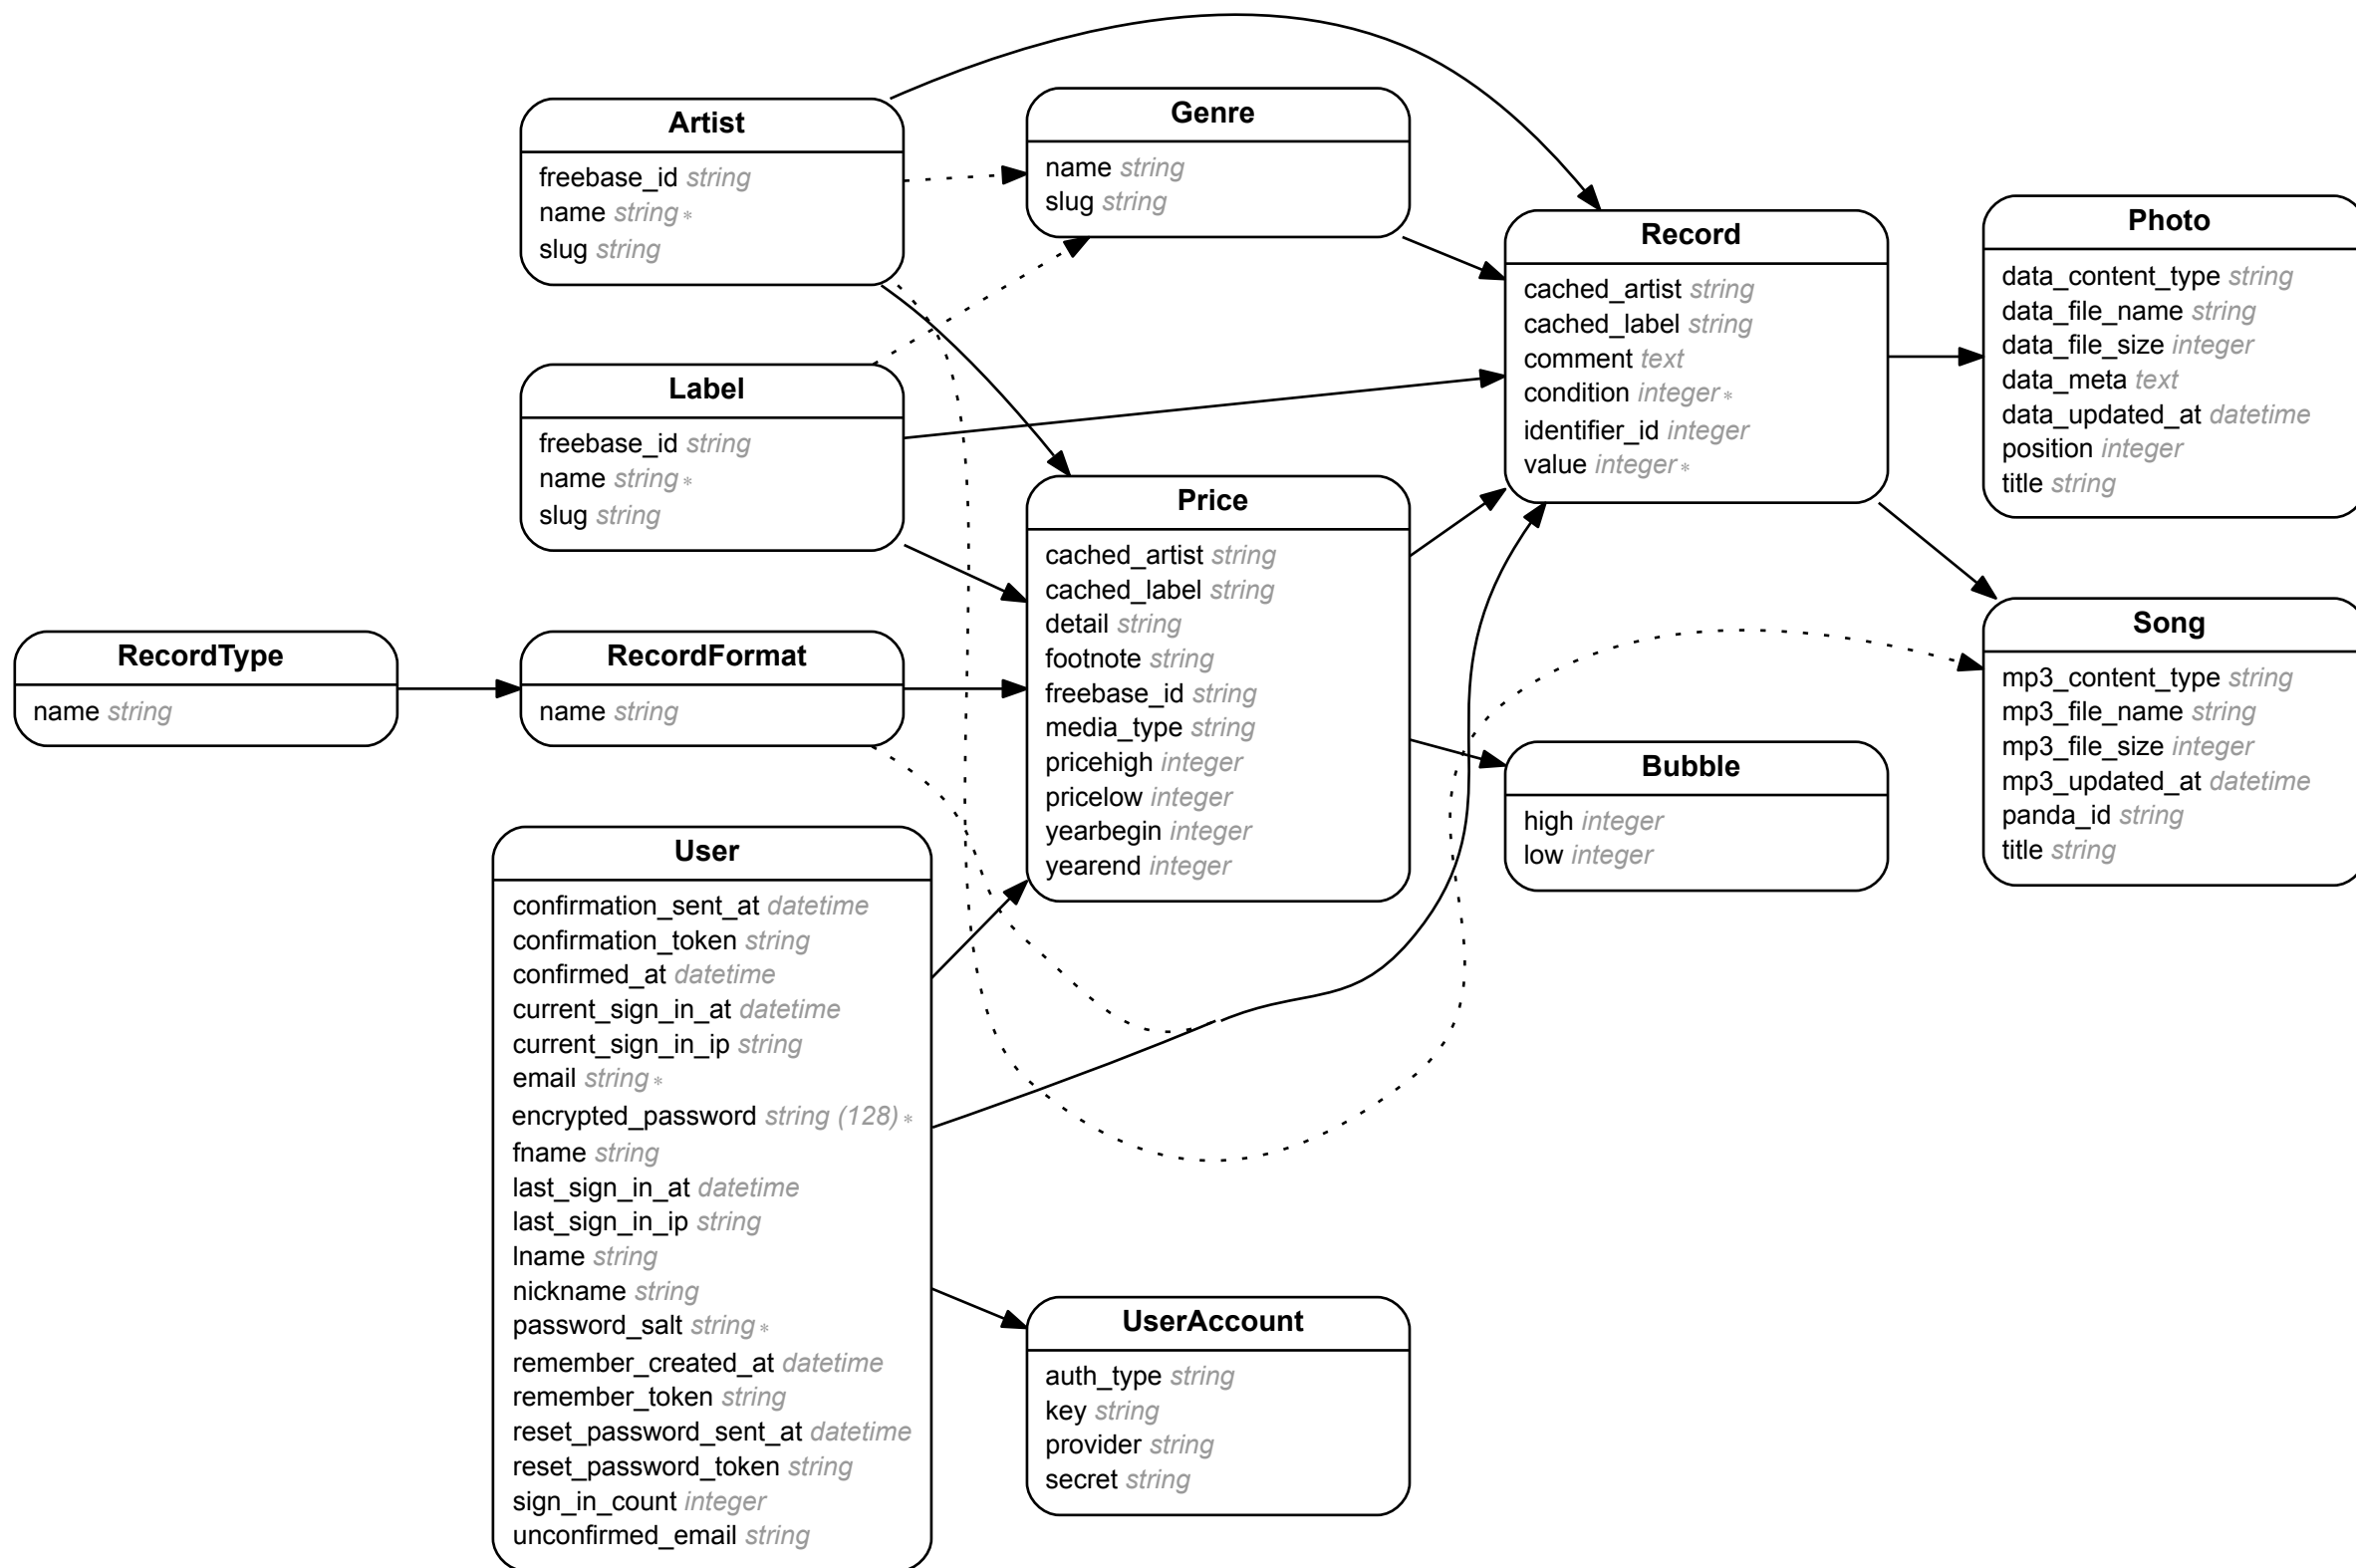 Artist
freebase_id string
name string *
slug string
Genre
name string
slug string
Record
cached_artist string
cached_label string
comment text
condition integer *
identifier_id integer
value integer *
Photo
data_content_type string
data_file_name string
data_file_size integer
data_meta text
data_updated_at datetime
position integer
title string
Label
freebase_id string
name string *
slug string
Price
cached_artist string
cached_label string
detail string
footnote string
freebase_id string
media_type string
pricehigh integer
pricelow integer
yearbegin integer
yearend integer
Song
mp3_content_type string
mp3_file_name string
mp3_file_size integer
mp3_updated_at datetime
panda_id string
title string
RecordType
name string
RecordFormat
name string
Bubble
high integer
low integer
User
confirmation_sent_at datetime
confirmation_token string
confirmed_at datetime
current_sign_in_at datetime
current_sign_in_ip string
email string *
encrypted_password string (128) *
fname string
last_sign_in_at datetime
last_sign_in_ip string
lname string
nickname string
password_salt string *
remember_created_at datetime
remember_token string
reset_password_sent_at datetime
reset_password_token string
sign_in_count integer
unconfirmed_email string
UserAccount
auth_type string
key string
provider string
secret string